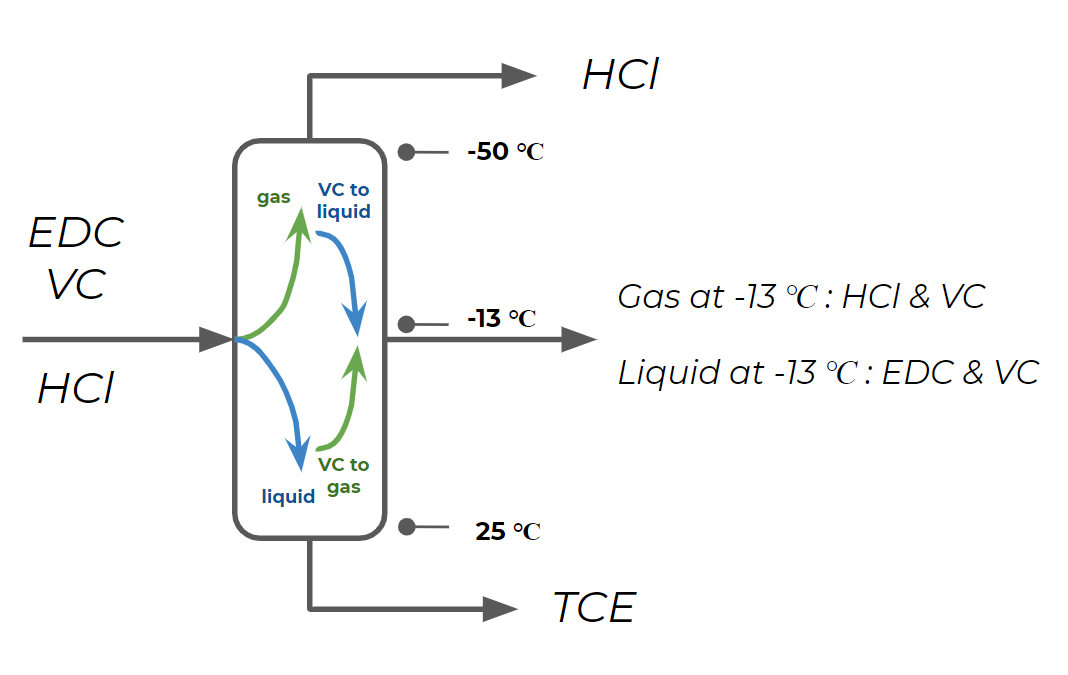 HCl
-50 ℃
gas
VC to
liquid
EDC
VC
HCl
-13 ℃
Gas at -13 ℃ : HCl & VC
Liquid at -13 ℃ : EDC & VC
VC to
gas
liquid
25 ℃
TCE